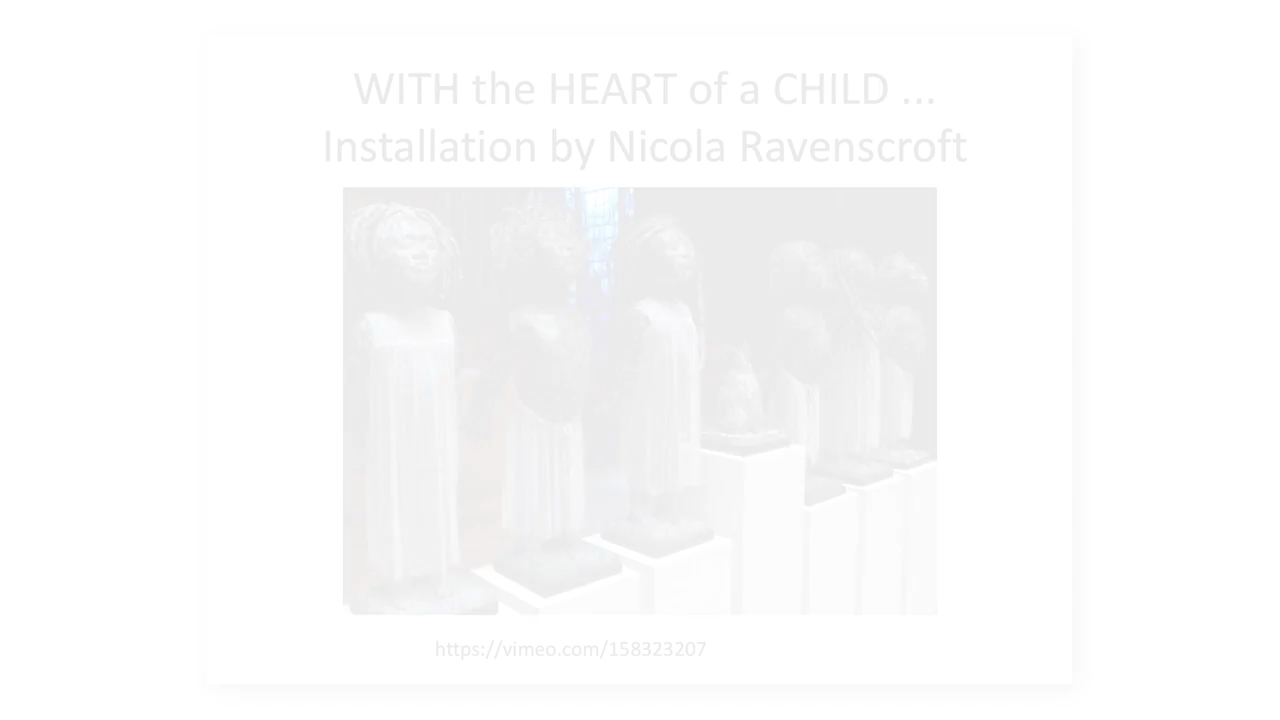 WITH the HEART of a CHILD ...
Installation by Nicola Ravenscroft
https://vimeo.com/158323207